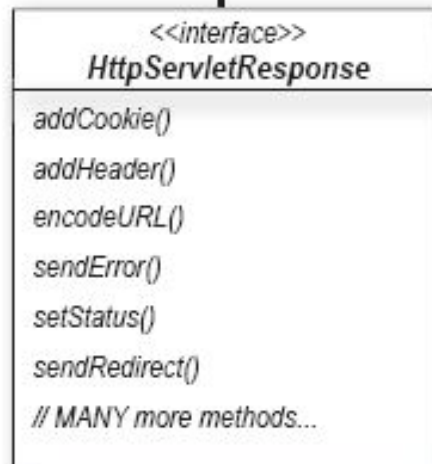 <<interface>>
HttpServletResponse
addCookie()
addHeader()
encodeURL()
sendError()
setStatus()
sendRedirect()
// MANY more methods...